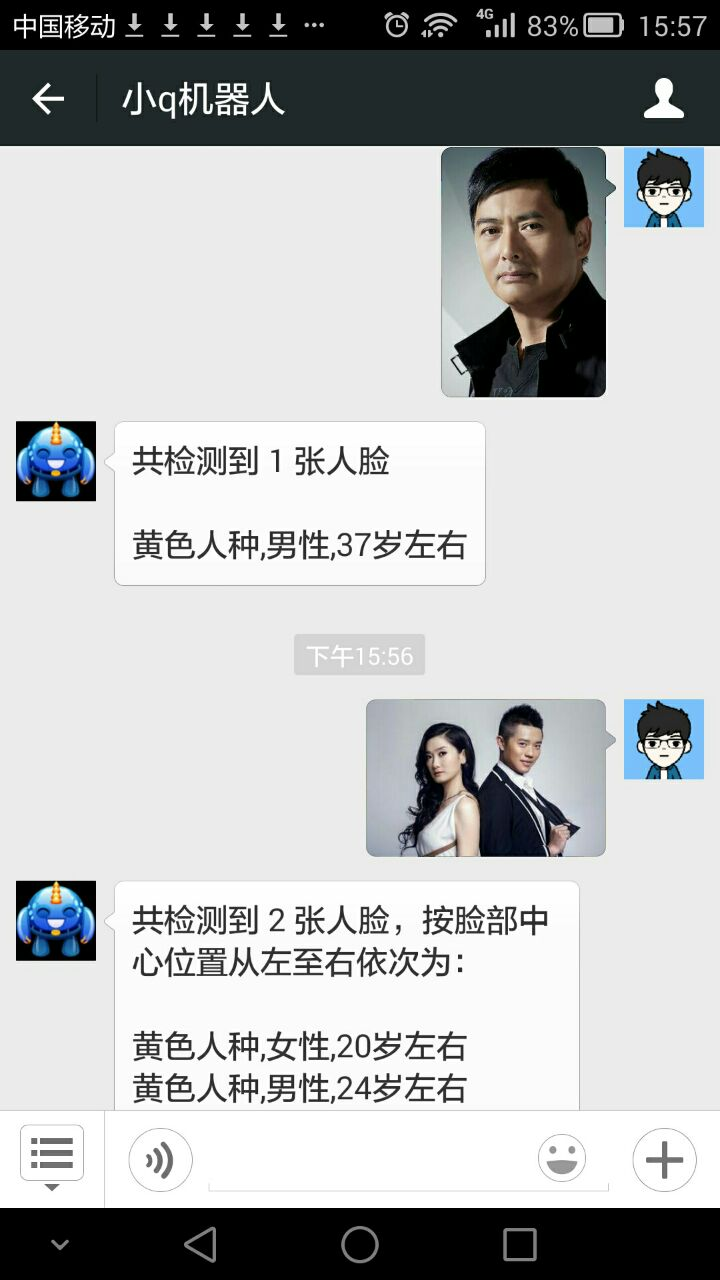 中国移动 4G 83% 15:57
小q机器人
共检测到 1 张人脸
黄色人种,男性,37岁左右
下午15:56
共检测到 2 张人脸，按脸部中
心位置从左至右依次为：
黄色人种,女性,20岁左右
黄色人种,男性,24岁左右